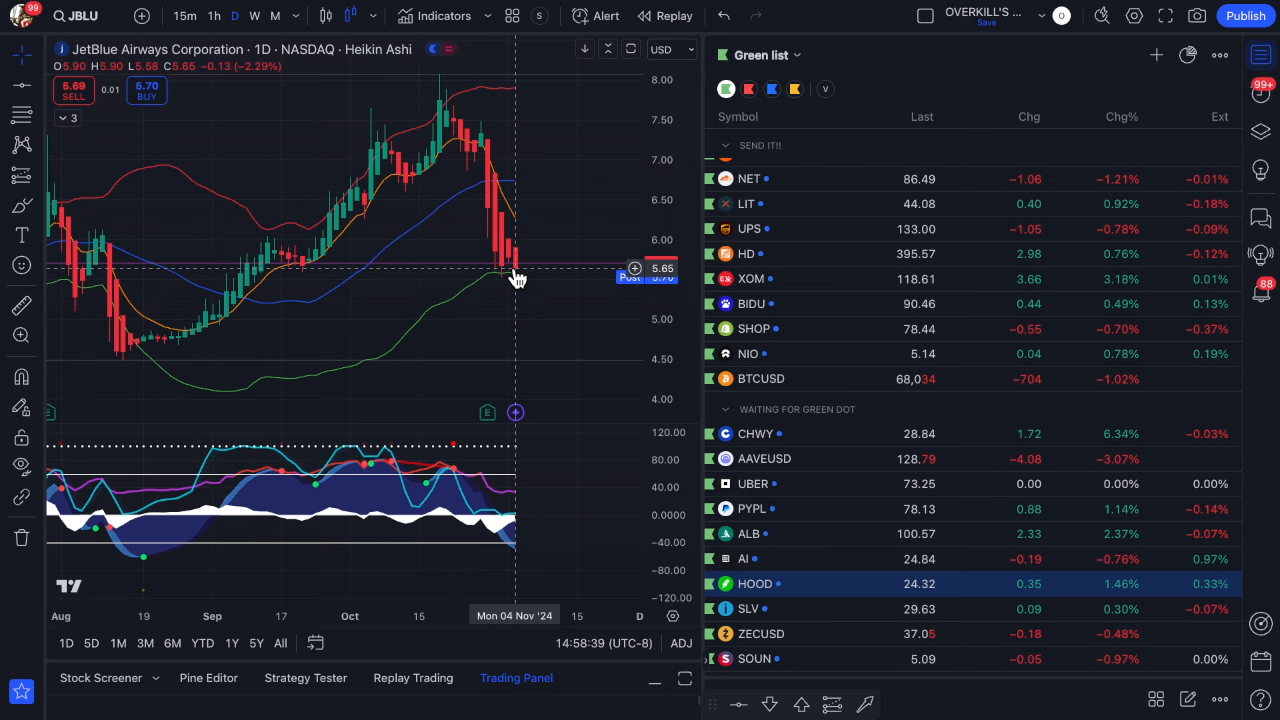 99
JBLU
15m 1h D W M
Indicators
S
Alert
Replay
OVERKILL'S ...
Save
O
Publish
JetBlue Airways Corporation · 1D · NASDAQ · Heikin Ashi
O5.90 H5.90 L5.58 C5.65 −0.13 (−2.29%)
5.69
SELL
0.01
5.70
BUY
3
USD
8.00
7.50
7.00
6.50
6.00
5.65
Post 5.70
5.00
4.50
4.00
E
E
120.00
80.00
40.00
0.0000
−40.00
−80.00
−120.00
Aug 19 Sep 17 Oct 15 Mon 04 Nov '24 15 D
1D 5D 1M 3M 6M YTD 1Y 5Y All
14:58:39 (UTC-8) ADJ
Stock Screener
Pine Editor
Strategy Tester
Replay Trading
Trading Panel
Green list
V
Symbol Last Chg Chg% Ext
SEND IT!!
NET 86.49 −1.06 −1.21% −0.01%
LIT 44.08 0.40 0.92% −0.18%
UPS 133.00 −1.05 −0.78% −0.09%
HD 395.57 2.98 0.76% −0.12%
XOM 118.61 3.66 3.18% 0.01%
BIDU 90.46 0.44 0.49% 0.13%
SHOP 78.44 −0.55 −0.70% −0.37%
NIO 5.14 0.04 0.78% 0.19%
BTCUSD 68,034 −704 −1.02%
WAITING FOR GREEN DOT
CHWY 28.84 1.72 6.34% −0.03%
AAVEUSD 128.79 −4.08 −3.07%
UBER 73.25 0.00 0.00% 0.00%
PYPL 78.13 0.88 1.14% −0.14%
ALB 100.57 2.33 2.37% −0.07%
AI 24.84 −0.19 −0.76% 0.97%
HOOD 24.32 0.35 1.46% 0.33%
SLV 29.63 0.09 0.30% −0.07%
ZECUSD 37.05 −0.18 −0.48%
SOUN 5.09 −0.05 −0.97% 0.00%
99+
88